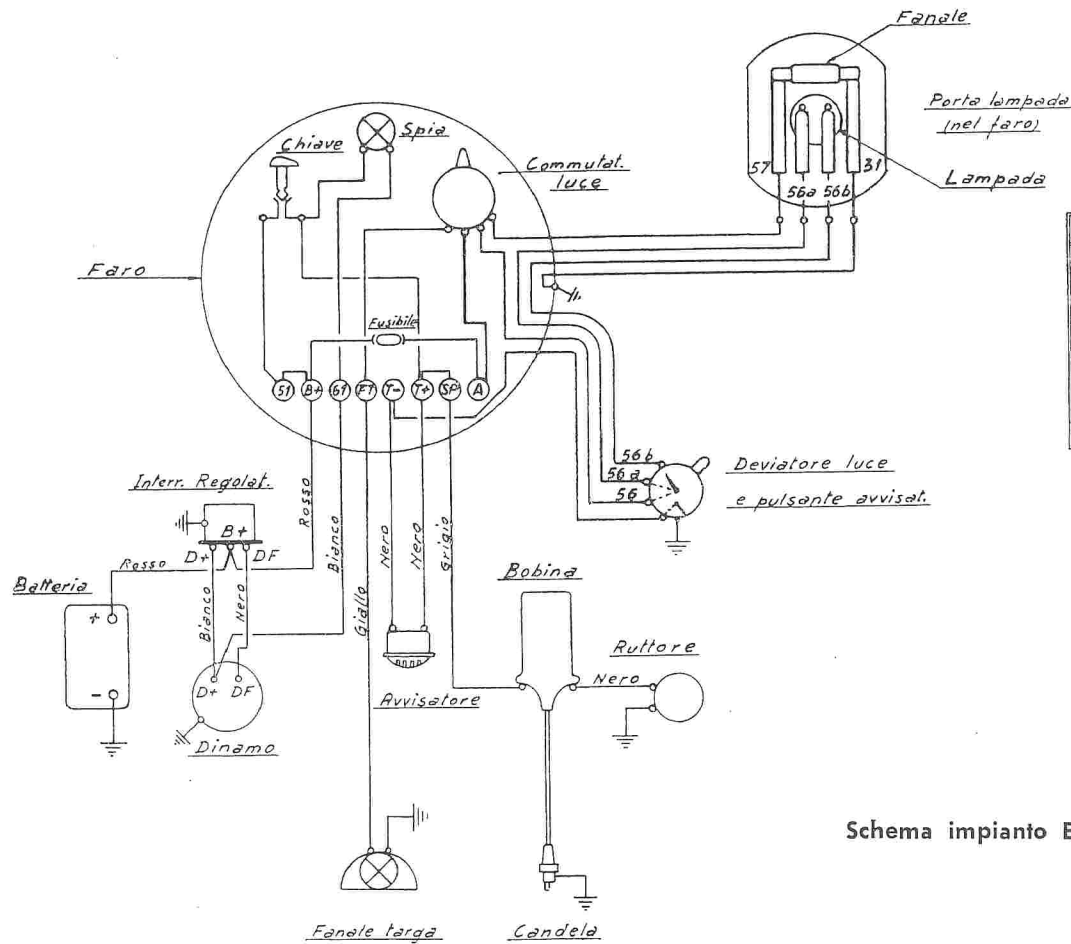 Fanale
Porta lampada
(nel faro)
Lampada
57
56a
56b
31
Chiave
Spia
Commutat.
luce
Faro
Fusibile
51
B+
61
FT
T-
T+
SP
A
56b
56a
56
Deviatore luce
e pulsante avvisat.
Interr. Regolat.
B+
D+
DF
Rosso
Bianco
Giallo
Nero
Nero
Grigio
Rosso
Bianco
Nero
Batteria
+
-
D+
DF
Dinamo
Avvisatore
Bobina
Nero
Ruttore
Fanale targa
Candela
Schema impianto E